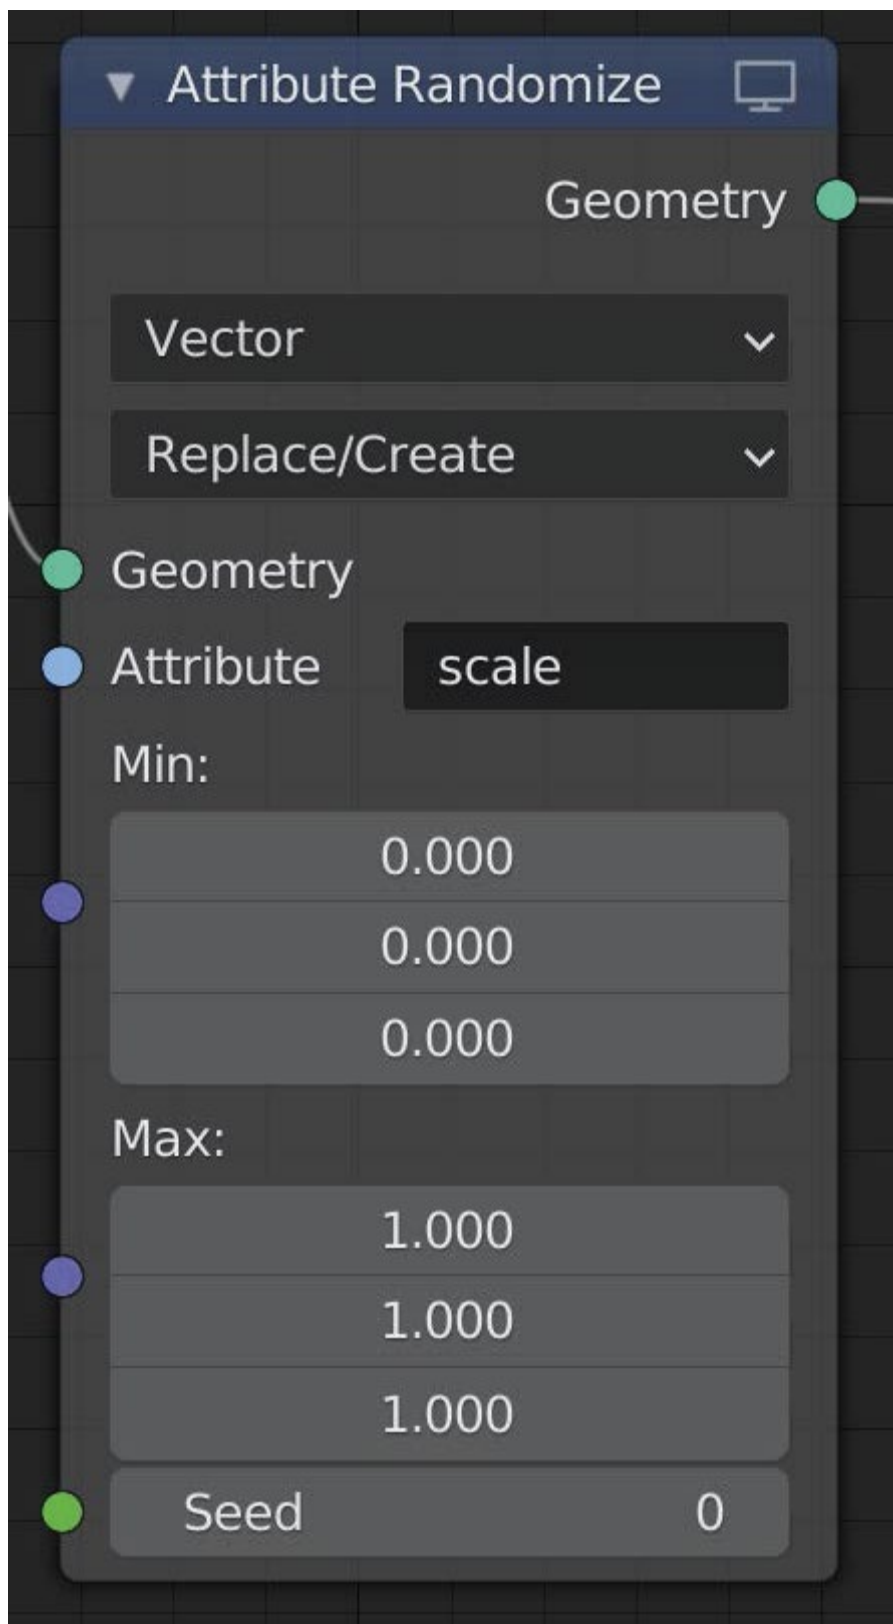 Attribute Randomize
Geometry
Vector
Replace/Create
Geometry
Attribute scale
Min:
0.000
0.000
0.000
Max:
1.000
1.000
1.000
Seed 0